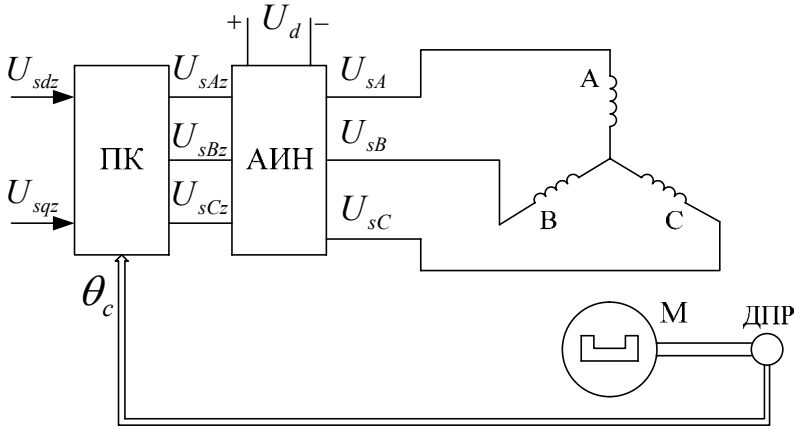 + U_d −
U_sdz U_sAz U_sA
A
ПК U_sBz АИН U_sB
U_sqz U_sCz U_sC
B C
θ_c
М ДПР